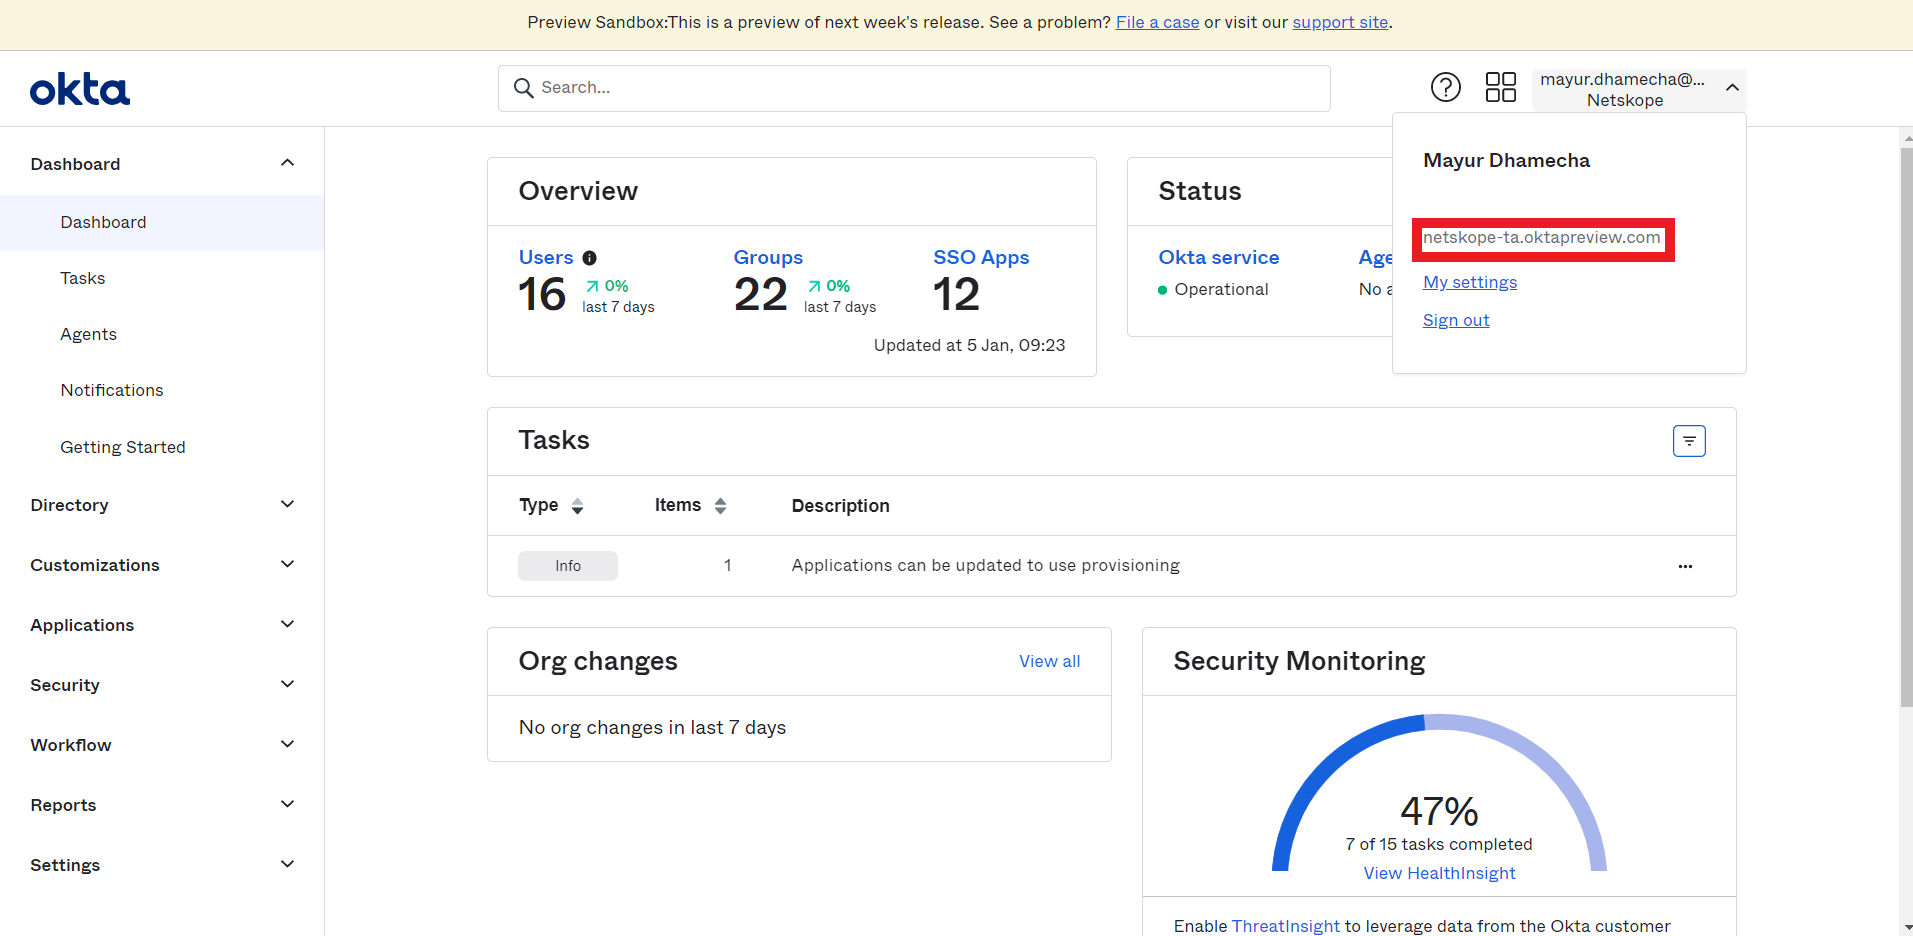 Preview Sandbox:This is a preview of next week's release. See a problem? File a case or visit our support site.
okta
Search...
mayur.dhamecha@...
Netskope
Mayur Dhamecha
netskope-ta.oktapreview.com
My settings
Sign out
Dashboard
Dashboard
Tasks
Agents
Notifications
Getting Started
Directory
Customizations
Applications
Security
Workflow
Reports
Settings
Overview
Users
16
0%
last 7 days
Groups
22
0%
last 7 days
SSO Apps
12
Updated at 5 Jan, 09:23
Status
Okta service
Operational
Age
No a
Tasks
Type Items Description
Info 1 Applications can be updated to use provisioning
Org changes View all
No org changes in last 7 days
Security Monitoring
47%
7 of 15 tasks completed
View HealthInsight
Enable ThreatInsight to leverage data from the Okta customer